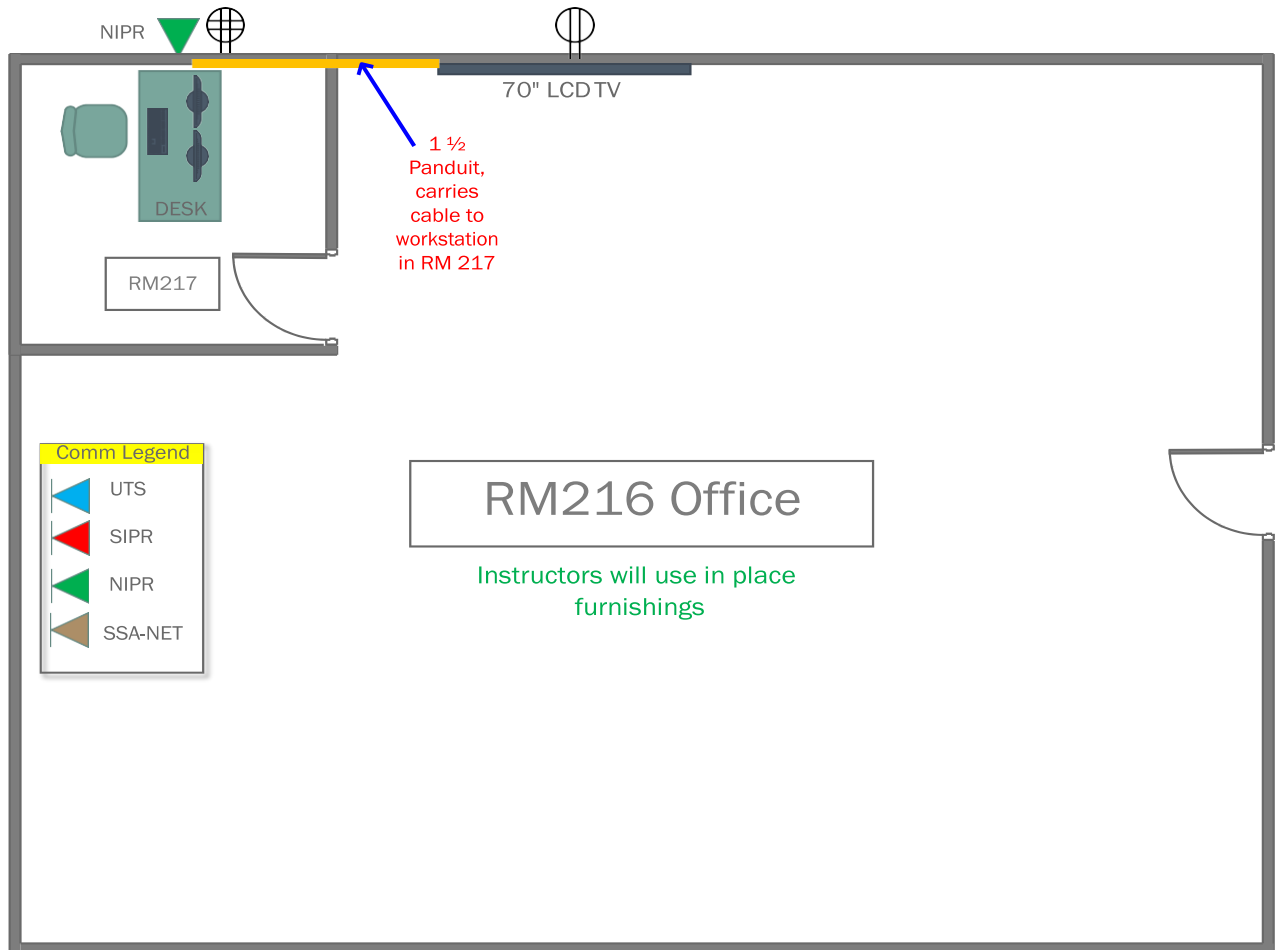 NIPR
70" LCD TV
1 ½
Panduit,
carries
cable to
workstation
in RM 217
DESK
RM217
Comm Legend
UTS
SIPR
NIPR
SSA-NET
RM216 Office
Instructors will use in place
furnishings